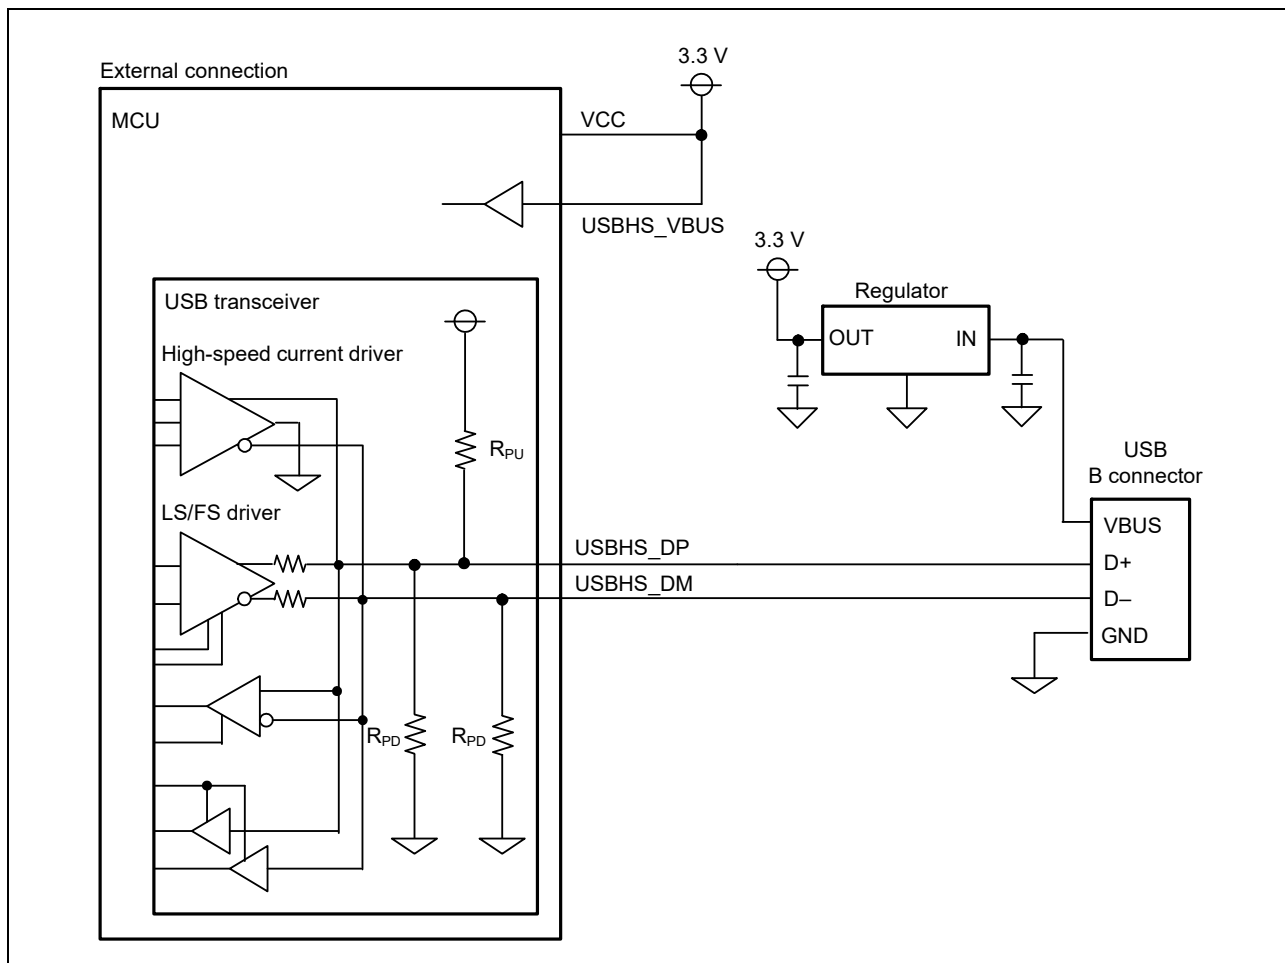 External connection
3.3 V
MCU
VCC
USBHS_VBUS
3.3 V
USB transceiver
Regulator
OUT
IN
High-speed current driver
RPU
USB
B connector
LS/FS driver
VBUS
USBHS_DP
D+
USBHS_DM
D–
GND
RPD
RPD